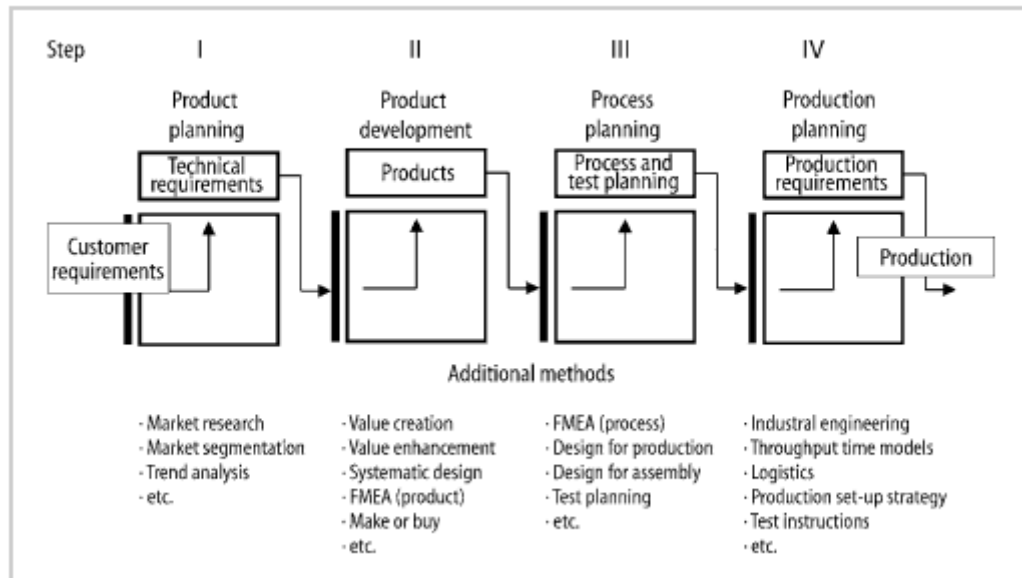 Step I II III IV
Product planning
Product development
Process planning
Production planning
Technical requirements
Products
Process and test planning
Production requirements
Customer requirements
Production
Additional methods
· Market research
· Market segmentation
· Trend analysis
· etc.
· Value creation
· Value enhancement
· Systematic design
· FMEA (product)
· Make or buy
· etc.
· FMEA (process)
· Design for production
· Design for assembly
· Test planning
· etc.
· Industral engineering
· Throughput time models
· Logistics
· Production set-up strategy
· Test instructions
· etc.